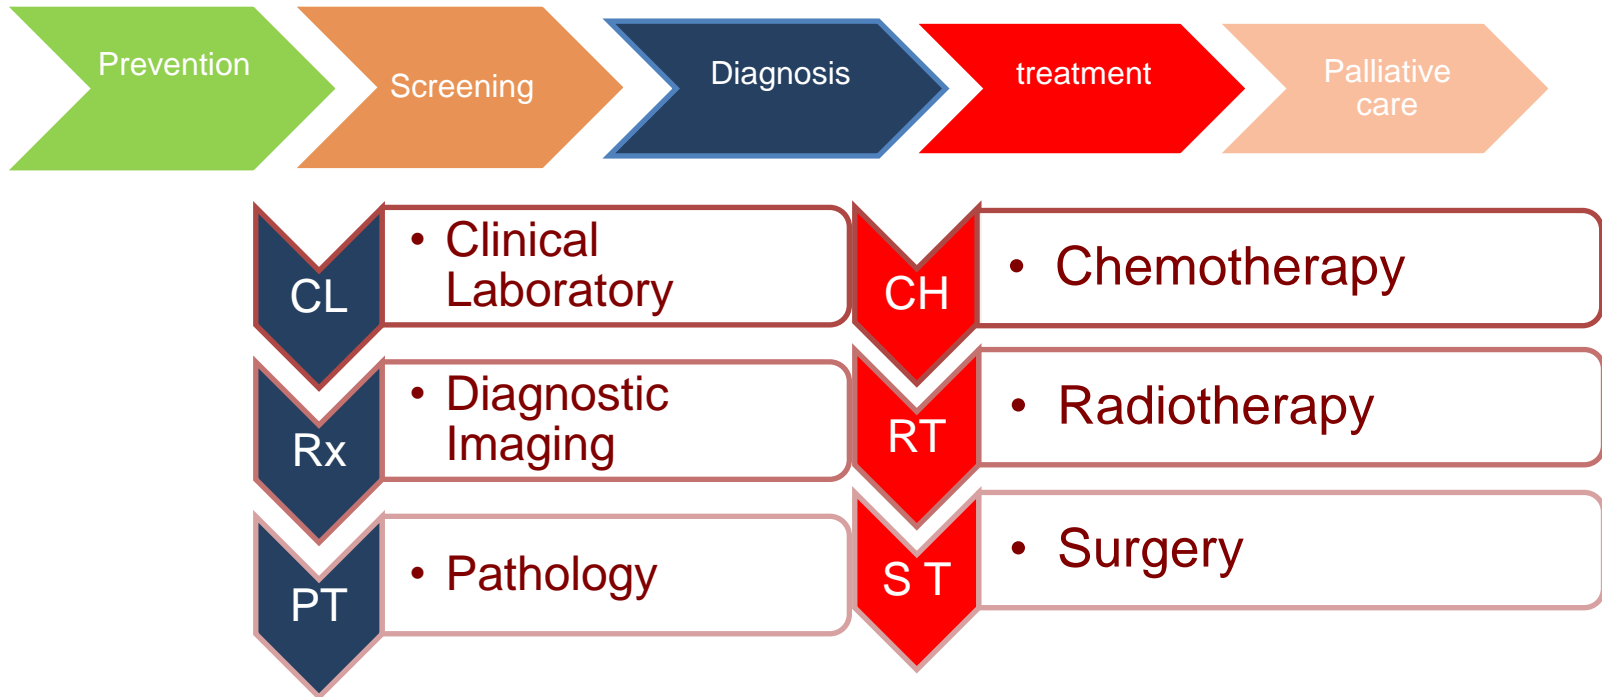 Prevention
Screening
Diagnosis
treatment
Palliative
care
CL
• Clinical
Laboratory
Rx
• Diagnostic
Imaging
PT
• Pathology
CH
• Chemotherapy
RT
• Radiotherapy
S T
• Surgery